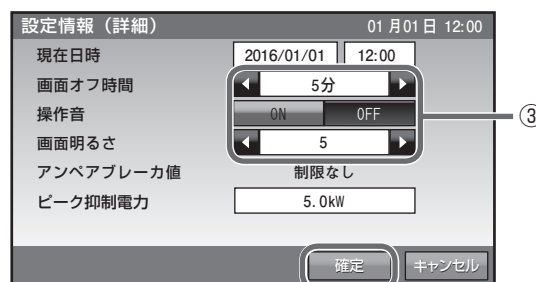 設定情報（詳細） 01月01日 12:00
現在日時 2016/01/01 12:00
画面オフ時間 5分
操作音 ON OFF
画面明るさ 5
アンペアブレーカ値 制限なし
ピーク抑制電力 5.0kW
確定 キャンセル
③